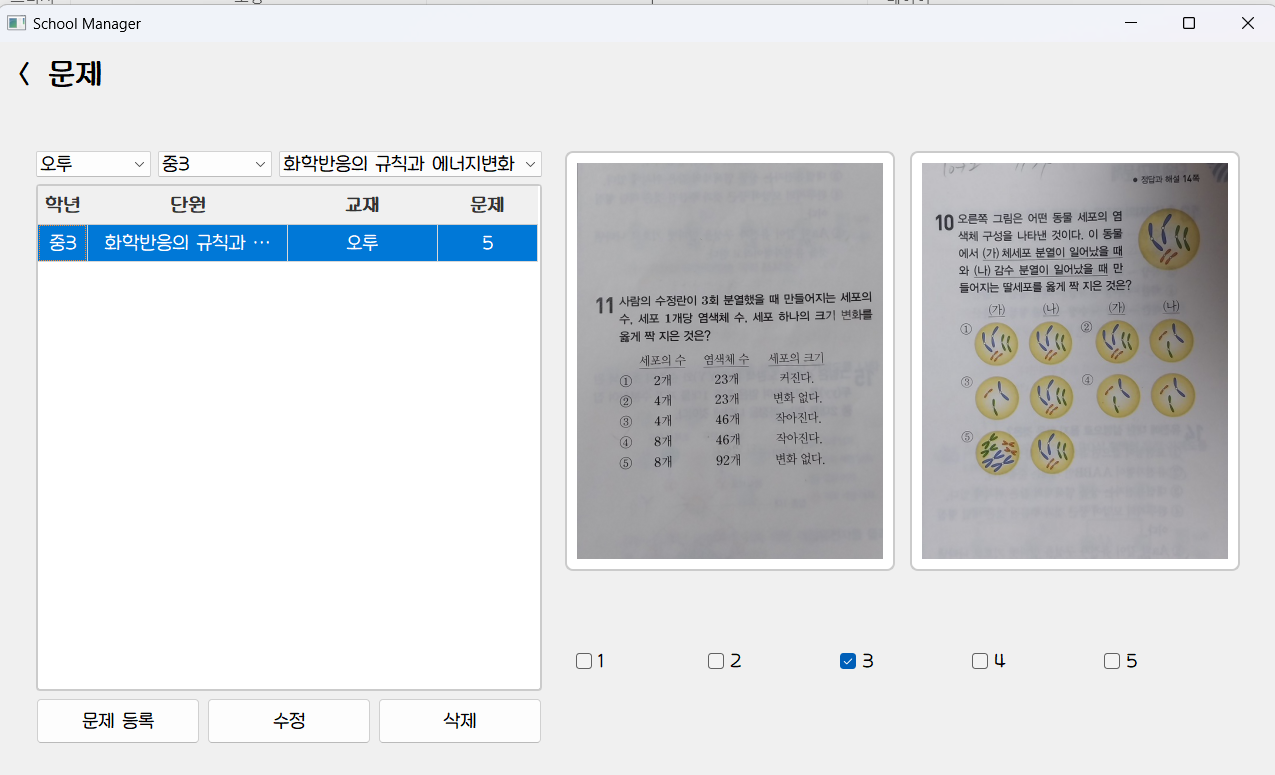 School Manager
문제
오투
중3
화학반응의 규칙과 에너지변화
학년 단원 교재 문제
중3 화학반응의 규칙과 … 오투 5
문제 등록
수정
삭제
11 사람의 수정란이 3회 분열했을 때 만들어지는 세포의
수, 세포 1개당 염색체 수, 세포 하나의 크기 변화를
옳게 짝 지은 것은?
세포의 수 염색체 수 세포의 크기
① 2개 23개 커진다.
② 4개 23개 변화 없다.
③ 4개 46개 작아진다.
④ 8개 46개 작아진다.
⑤ 8개 92개 변화 없다.
● 정답과 해설 14쪽
10 오른쪽 그림은 어떤 동물 세포의 염
색체 구성을 나타낸 것이다. 이 동물
에서 (가) 체세포 분열이 일어났을 때
와 (나) 감수 분열이 일어났을 때 만
들어지는 딸세포를 옳게 짝 지은 것은?
(가) (나) (가) (나)
① ②
③ ④
⑤
1 2 3 4 5